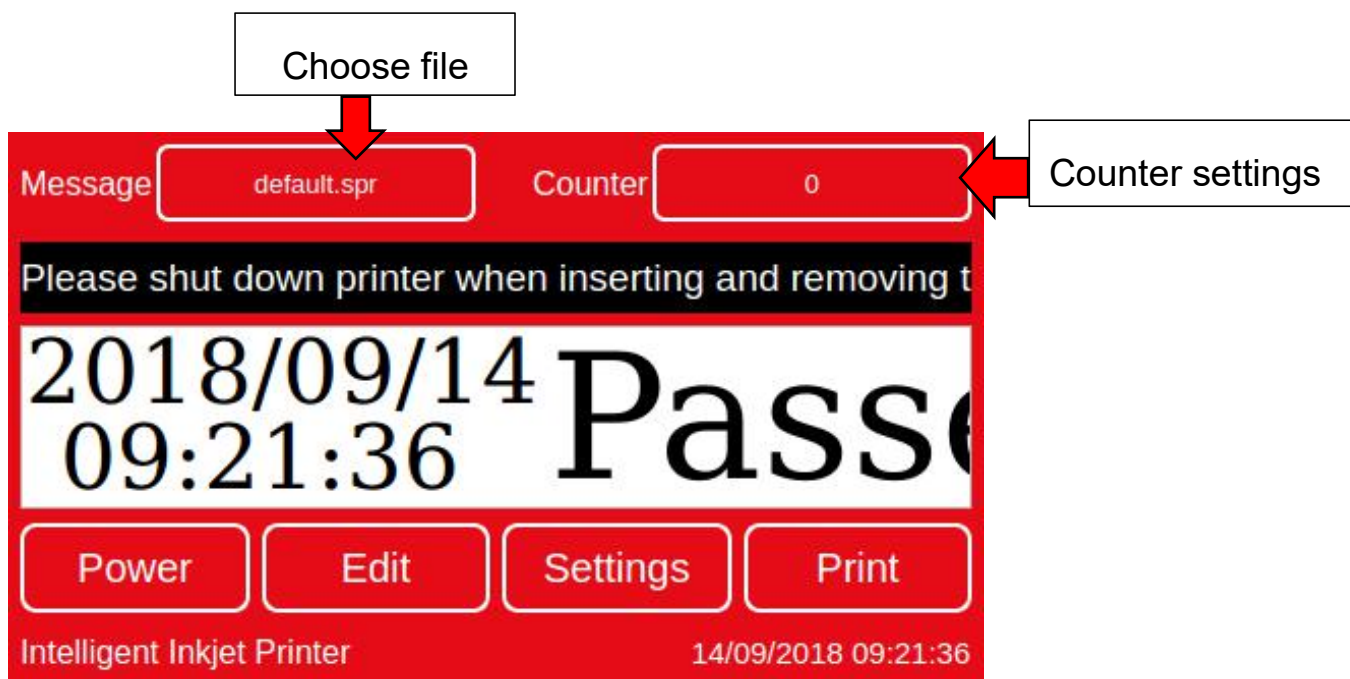 Choose file
Message default.spr Counter 0
Counter settings
Please shut down printer when inserting and removing t
2018/09/14
09:21:36
Passe
Power Edit Settings Print
Intelligent Inkjet Printer 14/09/2018 09:21:36